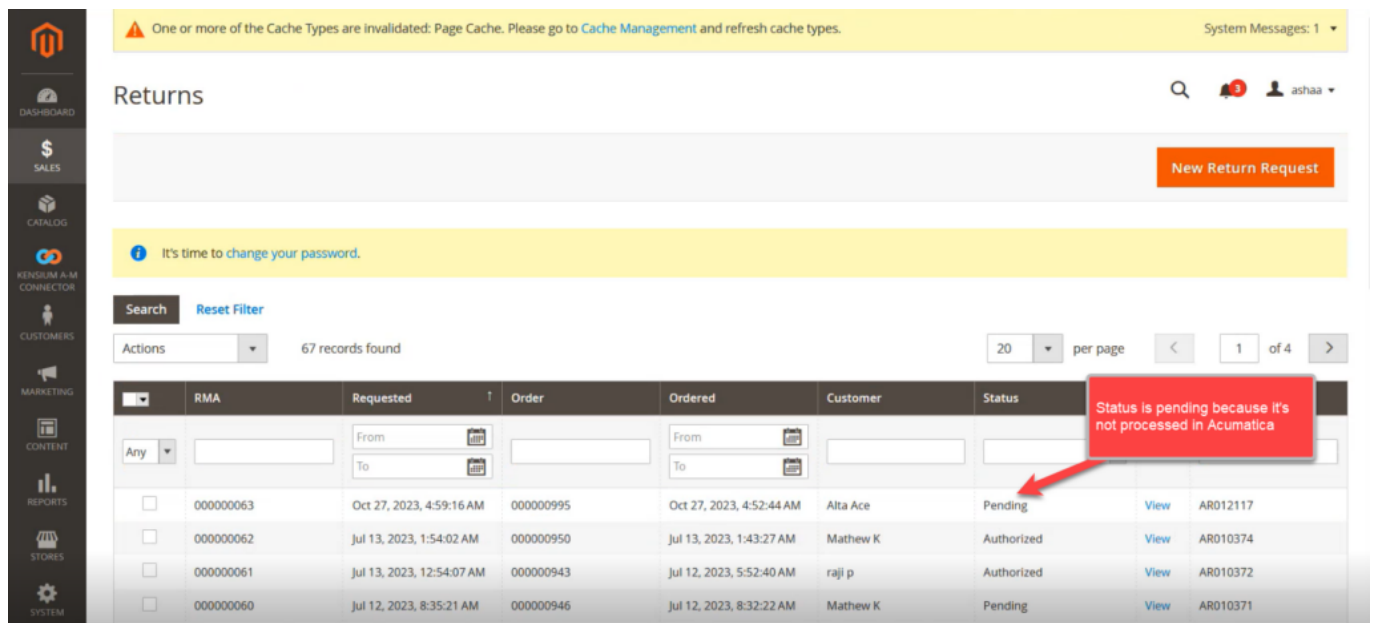 One or more of the Cache Types are invalidated: Page Cache. Please go to Cache Management and refresh cache types.
System Messages: 1
DASHBOARD
SALES
CATALOG
KENSIUM A-M
CONNECTOR
CUSTOMERS
MARKETING
CONTENT
REPORTS
STORES
SYSTEM
Returns
3
ashaa
New Return Request
It's time to change your password.
Search Reset Filter
Actions 67 records found 20 per page 1 of 4
RMA Requested Order Ordered Customer Status
Status is pending because it's
not processed in Acumatica
Any From From
To To
000000063 Oct 27, 2023, 4:59:16 AM 000000995 Oct 27, 2023, 4:52:44 AM Alta Ace Pending View AR012117
000000062 Jul 13, 2023, 1:54:02 AM 000000950 Jul 13, 2023, 1:43:27 AM Mathew K Authorized View AR010374
000000061 Jul 13, 2023, 12:54:07 AM 000000943 Jul 12, 2023, 5:52:40 AM raji p Authorized View AR010372
000000060 Jul 12, 2023, 8:35:21 AM 000000946 Jul 12, 2023, 8:32:22 AM Mathew K Pending View AR010371